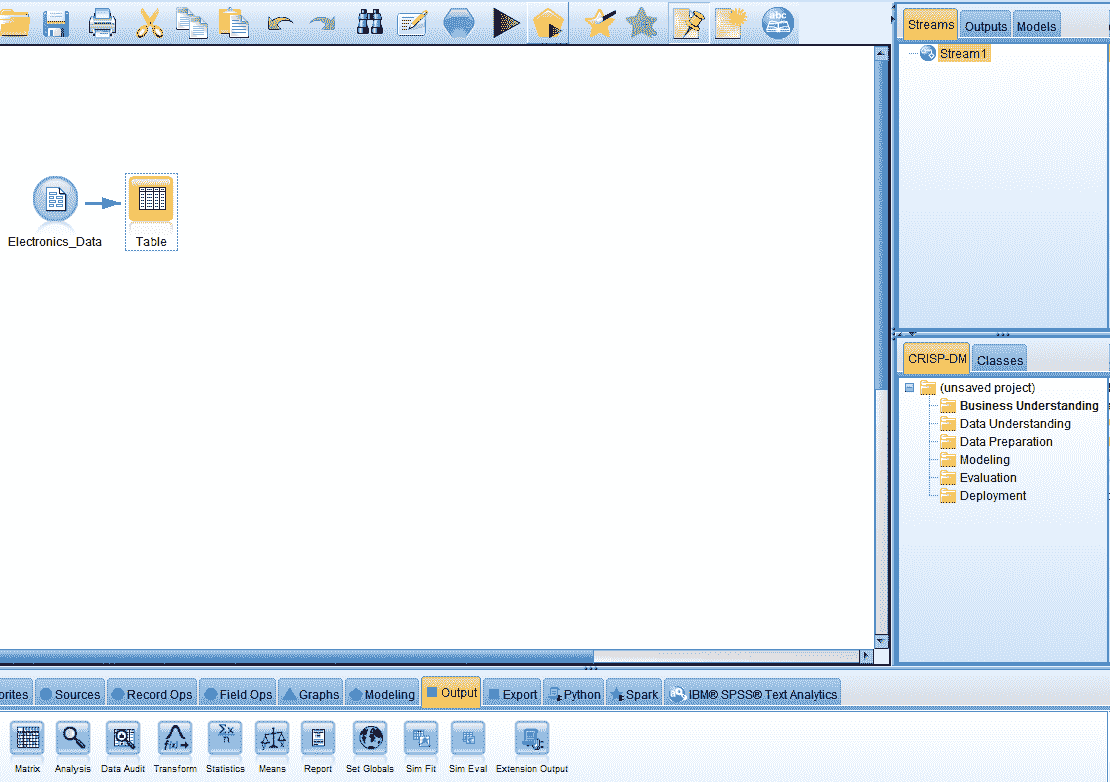 abc
Streams Outputs Models
Stream1
Electronics_Data Table
CRISP-DM Classes
(unsaved project)
Business Understanding
Data Understanding
Data Preparation
Modeling
Evaluation
Deployment
orites Sources Record Ops Field Ops Graphs Modeling Output Export Python Spark IBM® SPSS® Text Analytics
f(x) Σx
n
Matrix Analysis Data Audit Transform Statistics Means Report Set Globals Sim Fit Sim Eval Extension Output